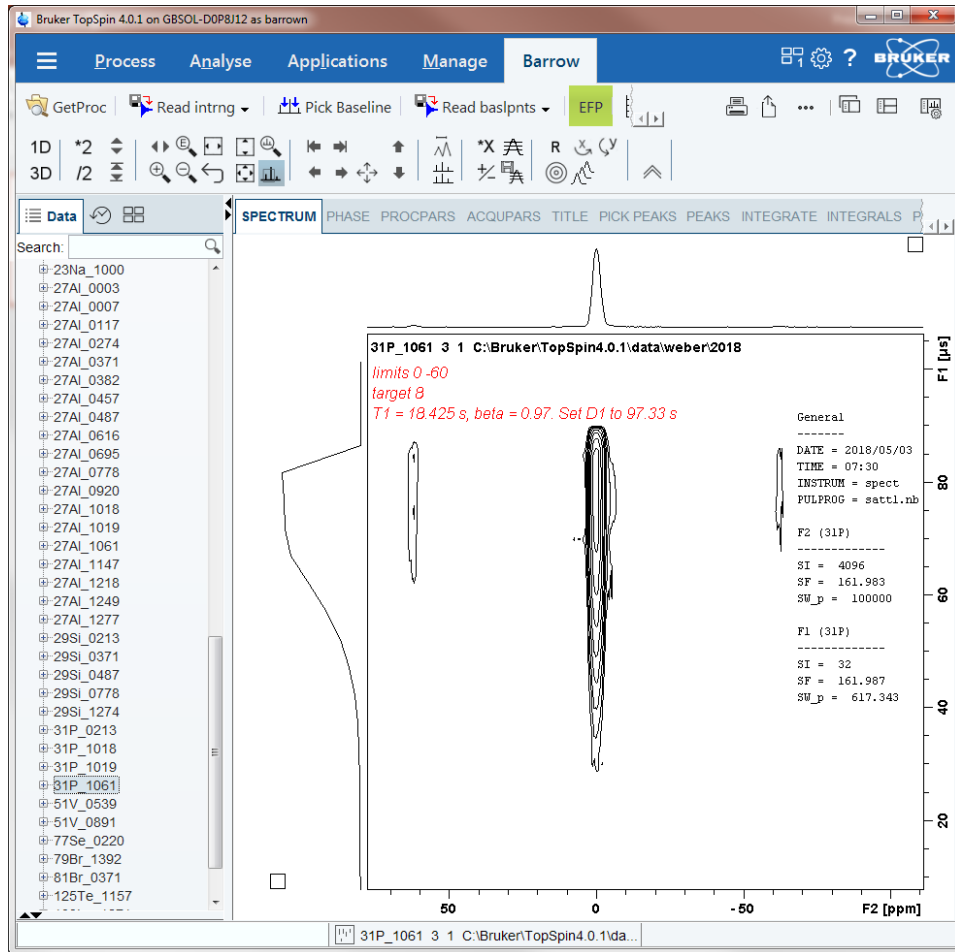 Bruker TopSpin 4.0.1 on GBSOL-D0P8J12 as barrown
Process Analyse Applications Manage Barrow
BRUKER
GetProc Read intrng Pick Baseline Read baslpnts EFP
1D *2 *X R
3D /2 +/-
Data
SPECTRUM PHASE PROCPARS ACQUPARS TITLE PICK PEAKS PEAKS INTEGRATE INTEGRALS P
Search:
23Na_1000
27Al_0003
27Al_0007
27Al_0117
27Al_0274
27Al_0371
27Al_0382
27Al_0457
27Al_0487
27Al_0616
27Al_0695
27Al_0778
27Al_0920
27Al_1018
27Al_1019
27Al_1061
27Al_1147
27Al_1218
27Al_1249
27Al_1277
29Si_0213
29Si_0371
29Si_0487
29Si_0778
29Si_1274
31P_0213
31P_1018
31P_1019
31P_1061
51V_0539
51V_0891
77Se_0220
79Br_1392
81Br_0371
125Te_1157
31P_1061 3 1 C:\Bruker\TopSpin4.0.1\data\weber\2018
limits 0 -60
target 8
T1 = 18.425 s, beta = 0.97. Set D1 to 97.33 s
General
-------
DATE = 2018/05/03
TIME = 07:30
INSTRUM = spect
PULPROG = satt1.nb
F2 (31P)
-------------
SI = 4096
SF = 161.983
SW_p = 100000
F1 (31P)
-------------
SI = 32
SF = 161.987
SW_p = 617.343
F1 [µs]
80
60
40
20
50 0 -50 F2 [ppm]
31P_1061 3 1 C:\Bruker\TopSpin4.0.1\da...